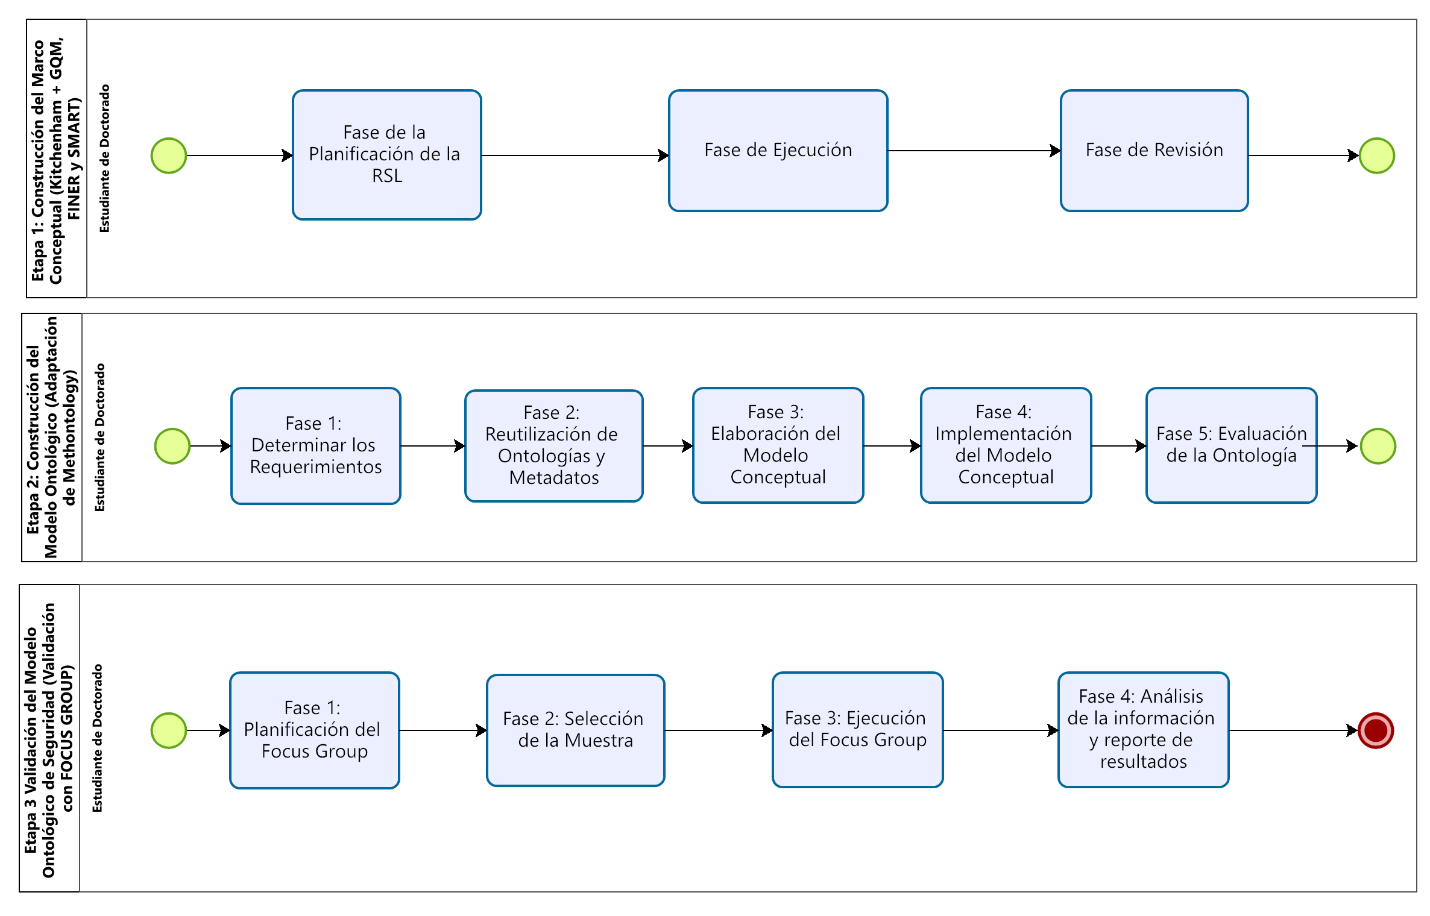 Etapa 1: Construcción del Marco
Conceptual (Kitchenham + GQM,
FINER y SMART)
Estudiante de Doctorado
Fase de la
Planificación de la
RSL
Fase de Ejecución
Fase de Revisión
Etapa 2: Construcción del
Modelo Ontológico (Adaptación
de Methontology)
Estudiante de Doctorado
Fase 1:
Determinar los
Requerimientos
Fase 2:
Reutilización de
Ontologías y
Metadatos
Fase 3:
Elaboración del
Modelo
Conceptual
Fase 4:
Implementación
del Modelo
Conceptual
Fase 5: Evaluación
de la Ontología
Etapa 3 Validación del Modelo
Ontológico de Seguridad (Validación
con FOCUS GROUP)
Estudiante de Doctorado
Fase 1:
Planificación del
Focus Group
Fase 2: Selección
de la Muestra
Fase 3: Ejecución
del Focus Group
Fase 4: Análisis
de la información
y reporte de
resultados